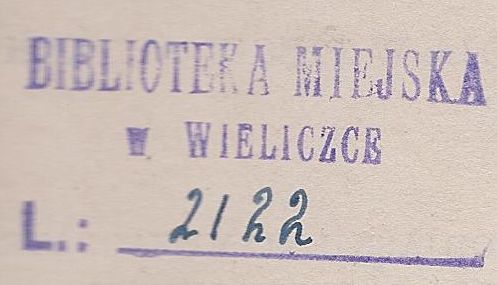 BIBLIOTEKA MIEJSKA
W WIELICZCE
L.: 2122